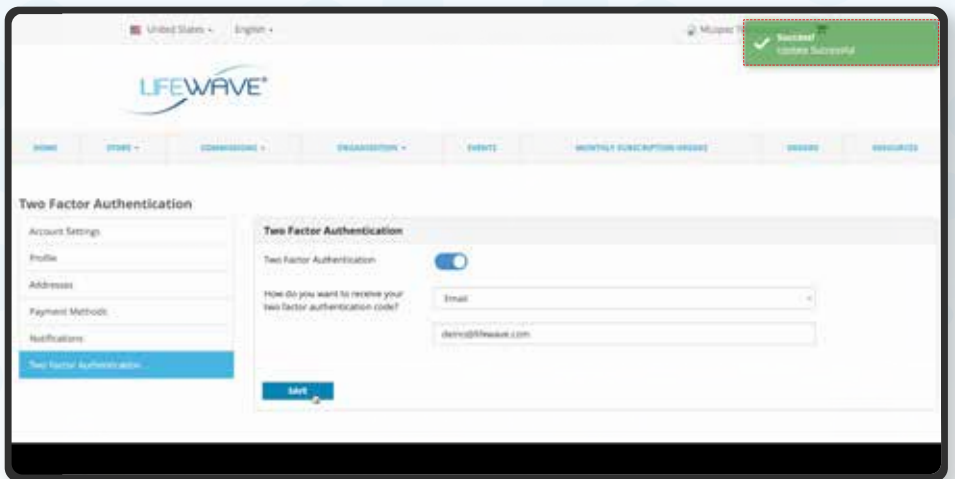 United States
English
Success!
Update Successful
LIFEWAVE®
HOME
STORE
COMMISSIONS
ORGANIZATION
EVENTS
MONTHLY SUBSCRIPTION ORDERS
ORDERS
RESOURCES
Two Factor Authentication
Account Settings
Profile
Addresses
Payment Methods
Notifications
Two Factor Authentication
Two Factor Authentication
Two Factor Authentication
How do you want to receive your
two factor authentication code?
Email
demo@lifewave.com
SAVE